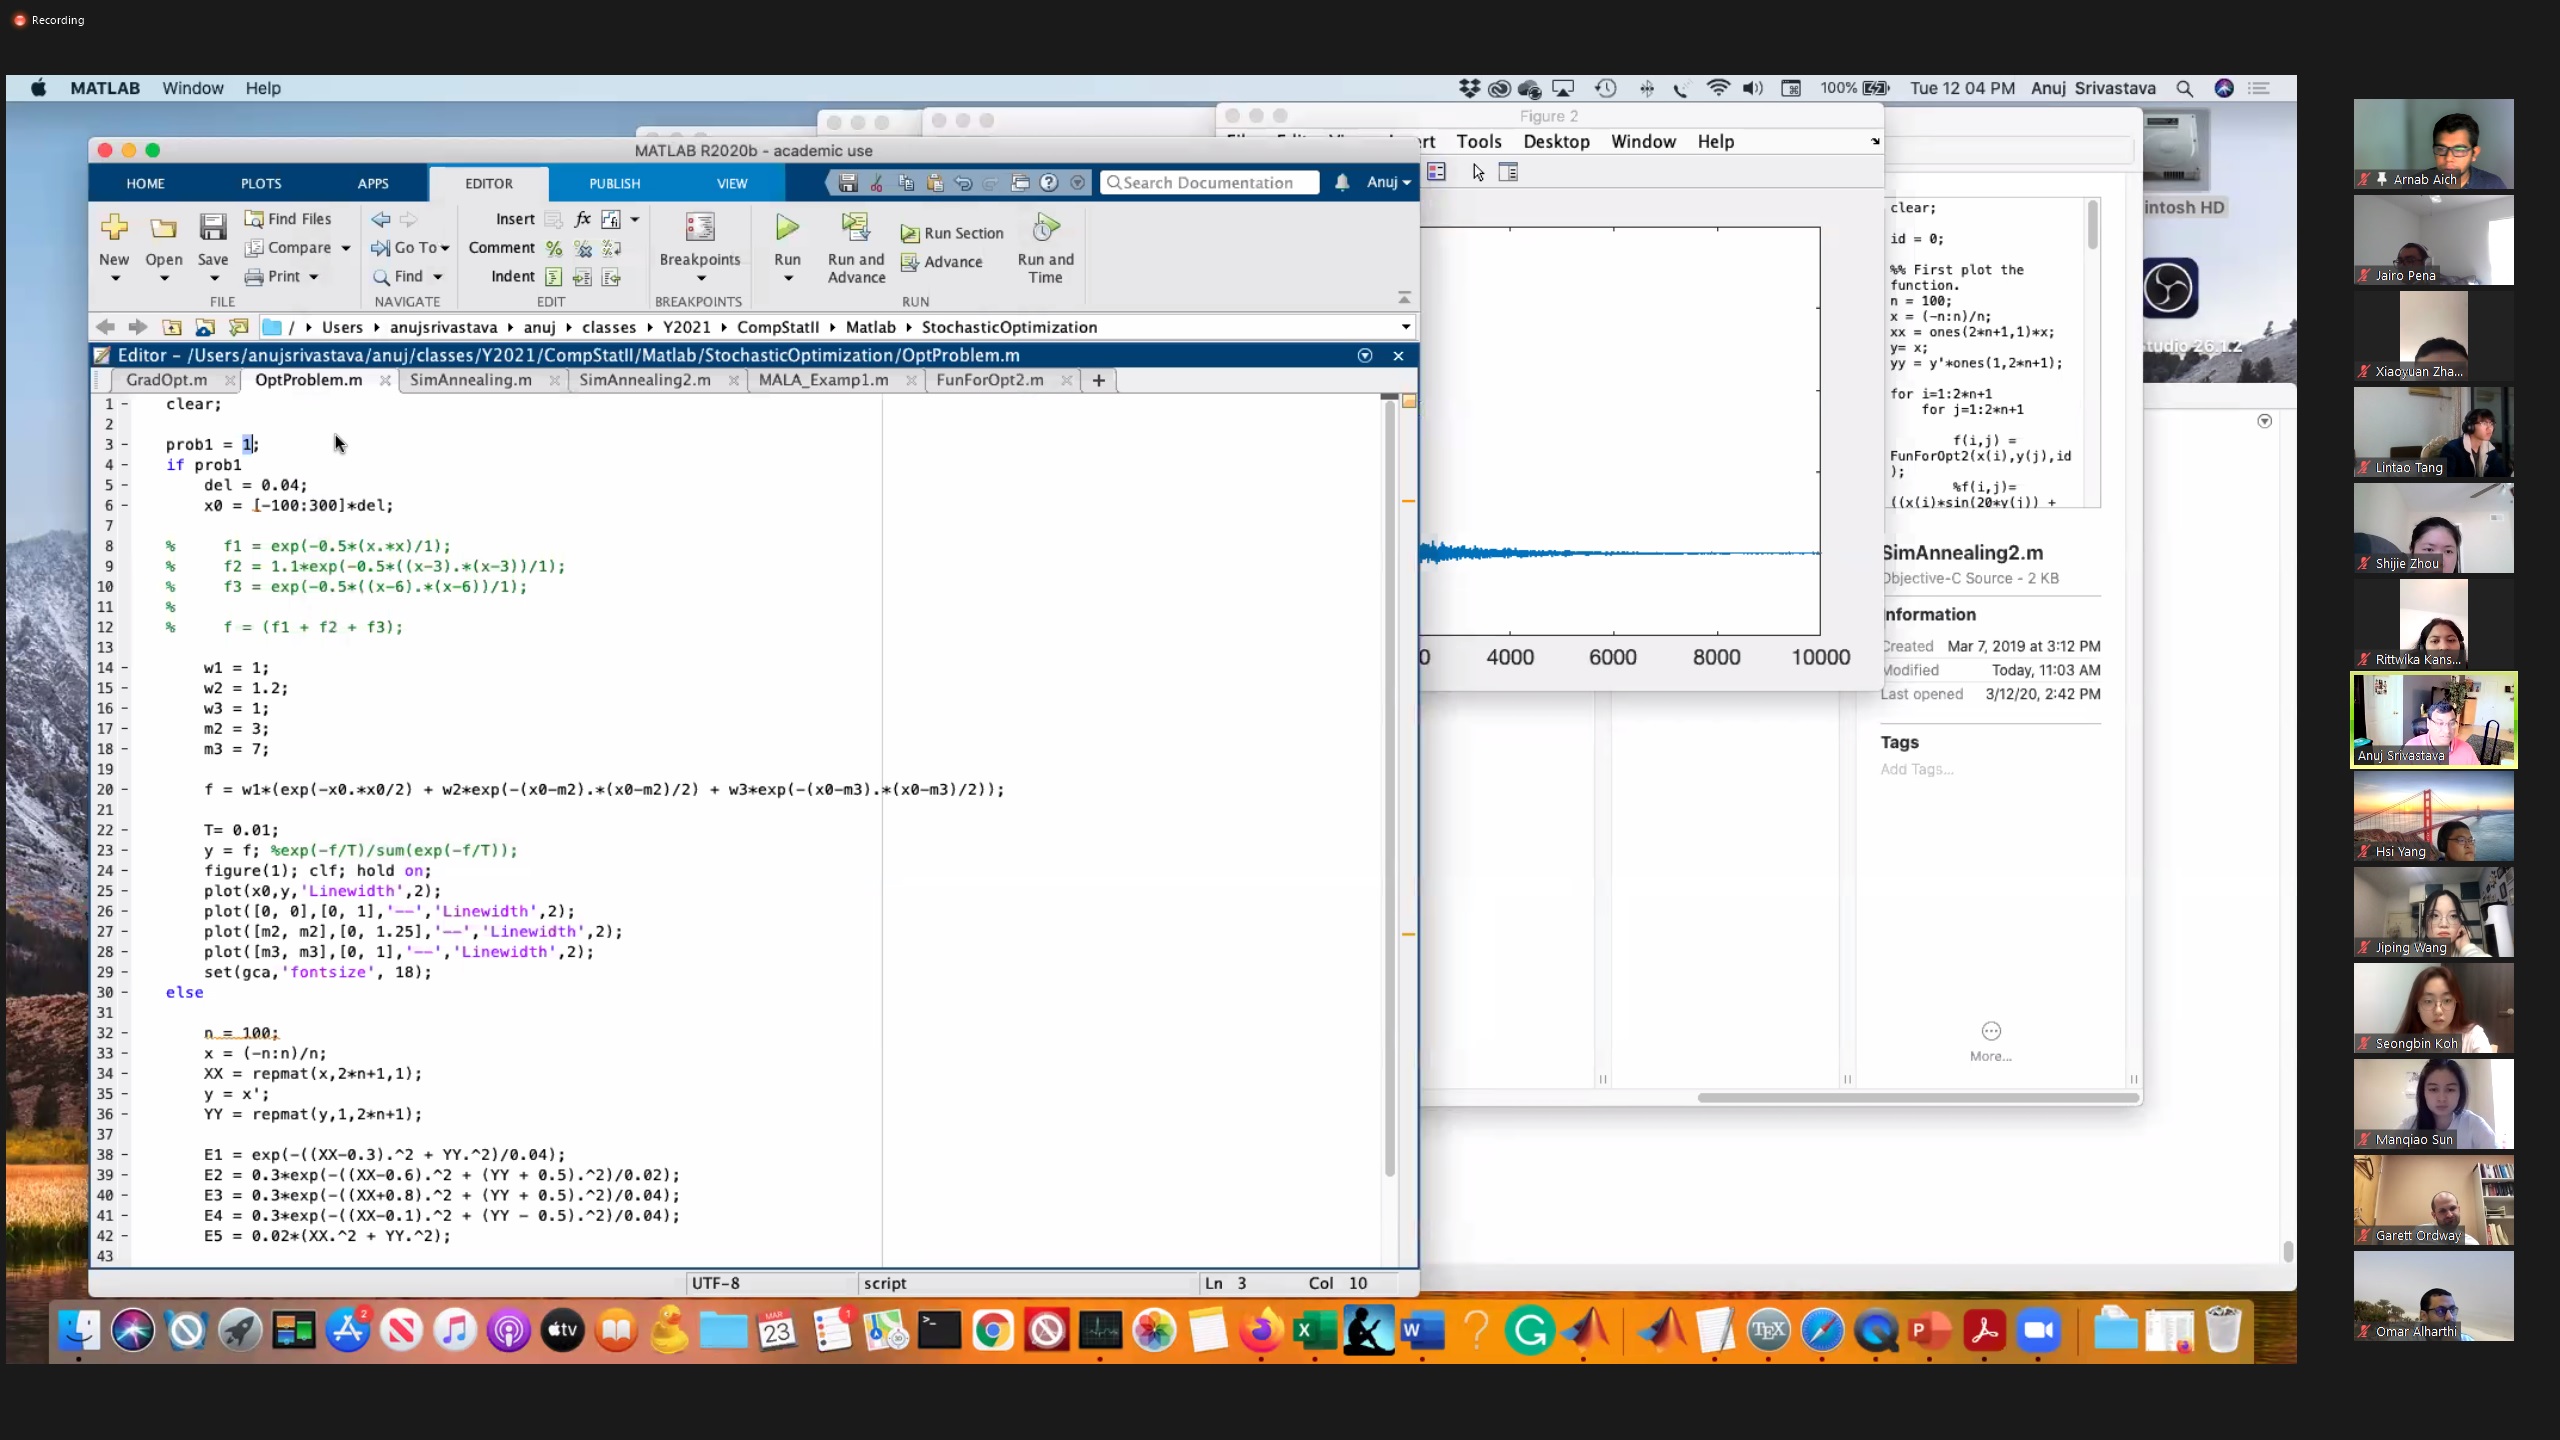 Recording
MATLAB Window Help
100% Tue 12 04 PM Anuj Srivastava
Figure 2
Tools Desktop Window Help
MATLAB R2020b - academic use
HOME PLOTS APPS EDITOR PUBLISH VIEW
Search Documentation
Anuj
New Open Save
Find Files
Compare
Print
FILE
Go To
Find
NAVIGATE
Insert fx
Comment
Indent
EDIT
Breakpoints
BREAKPOINTS
Run
Run and Advance
Run Section
Advance
Run and Time
RUN
/ Users anujsrivastava anuj classes Y2021 CompStatII Matlab StochasticOptimization
Editor - /Users/anujsrivastava/anuj/classes/Y2021/CompStatII/Matlab/StochasticOptimization/OptProblem.m
GradOpt.m OptProblem.m SimAnnealing.m SimAnnealing2.m MALA_Examp1.m FunForOpt2.m +
1 - clear;
2
3 - prob1 = 1;
4 - if prob1
5 - del = 0.04;
6 - x0 = [-100:300]*del;
7
8 - % f1 = exp(-0.5*(x.*x)/1);
9 - % f2 = 1.1*exp(-0.5*((x-3).*(x-3))/1);
10 - % f3 = exp(-0.5*((x-6).*(x-6))/1);
11 - %
12 - % f = (f1 + f2 + f3);
13
14 - w1 = 1;
15 - w2 = 1.2;
16 - w3 = 1;
17 - m2 = 3;
18 - m3 = 7;
19
20 - f = w1*(exp(-x0.*x0/2) + w2*exp(-(x0-m2).*(x0-m2)/2) + w3*exp(-(x0-m3).*(x0-m3)/2));
21
22 - T= 0.01;
23 - y = f; %exp(-f/T)/sum(exp(-f/T));
24 - figure(1); clf; hold on;
25 - plot(x0,y,'Linewidth',2);
26 - plot([0, 0],[0, 1],'--','Linewidth',2);
27 - plot([m2, m2],[0, 1.25],'--','Linewidth',2);
28 - plot([m3, m3],[0, 1],'--','Linewidth',2);
29 - set(gca,'fontsize', 18);
30 - else
31
32 - n = 100;
33 - x = (-n:n)/n;
34 - XX = repmat(x,2*n+1,1);
35 - y = x';
36 - YY = repmat(y,1,2*n+1);
37
38 - E1 = exp(-((XX-0.3).^2 + YY.^2)/0.04);
39 - E2 = 0.3*exp(-((XX-0.6).^2 + (YY + 0.5).^2)/0.02);
40 - E3 = 0.3*exp(-((XX+0.8).^2 + (YY + 0.5).^2)/0.04);
41 - E4 = 0.3*exp(-((XX-0.1).^2 + (YY - 0.5).^2)/0.04);
42 - E5 = 0.02*(XX.^2 + YY.^2);
43
UTF-8 script Ln 3 Col 10
0 4000 6000 8000 10000
clear;
id = 0;
%% First plot the
function.
n = 100;
x = (-n:n)/n;
xx = ones(2*n+1,1)*x;
y= x;
yy = y'*ones(1,2*n+1);
for i=1:2*n+1
for j=1:2*n+1
f(i,j) =
FunForOpt2(x(i),y(j),id
);
%f(i,j)=
((x(i)*sin(20*y(j)) +
SimAnnealing2.m
Objective-C Source - 2 KB
Information
Created Mar 7, 2019 at 3:12 PM
Modified Today, 11:03 AM
Last opened 3/12/20, 2:42 PM
Tags
Add Tags...
More...
intosh HD
tudio 26.1.2
MAR
23
2
1
tv
TEX
Arnab Aich
Jairo Pena
Xiaoyuan Zha...
Lintao Tang
Shijie Zhou
Rittwika Kans...
Anuj Srivastava
Hsi Yang
Jiping Wang
Seongbin Koh
Manqiao Sun
Garett Ordway
Omar Alharthi